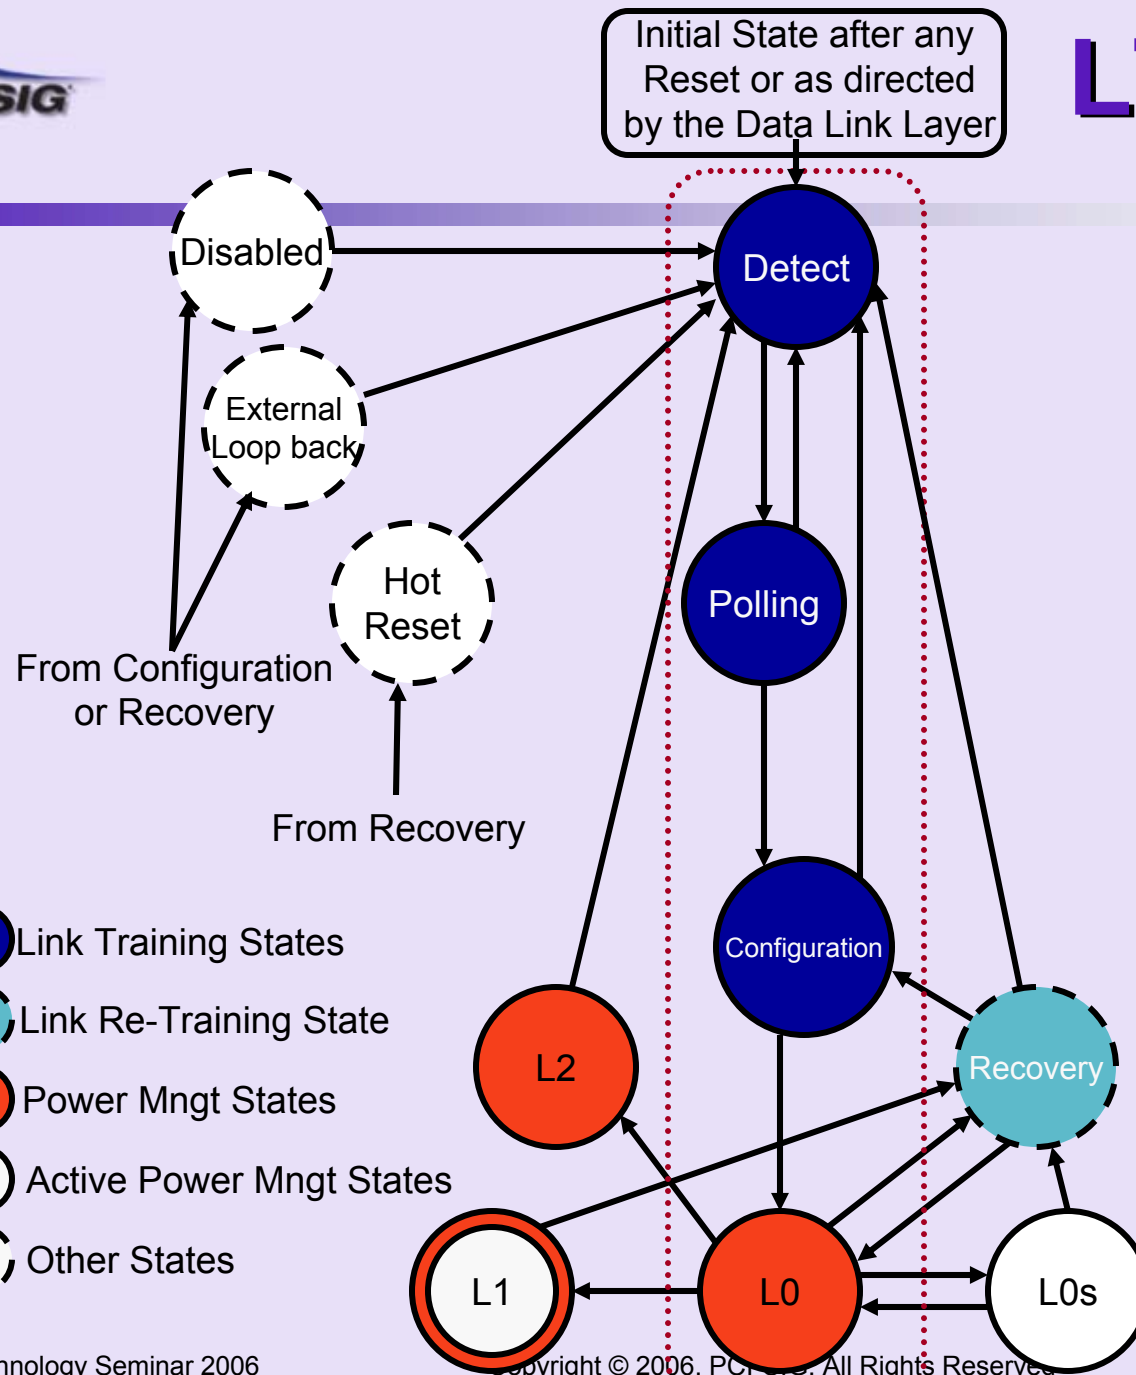 Initial State after any
Reset or as directed
by the Data Link Layer
SIG
Disabled
Detect
External
Loop back
Hot
Reset
Polling
From Configuration
or Recovery
From Recovery
Configuration
Link Training States
Link Re-Training State
L2
Recovery
Power Mngt States
Active Power Mngt States
Other States
L1
L0
L0s
Seminar 2006
© 2006, All Rights